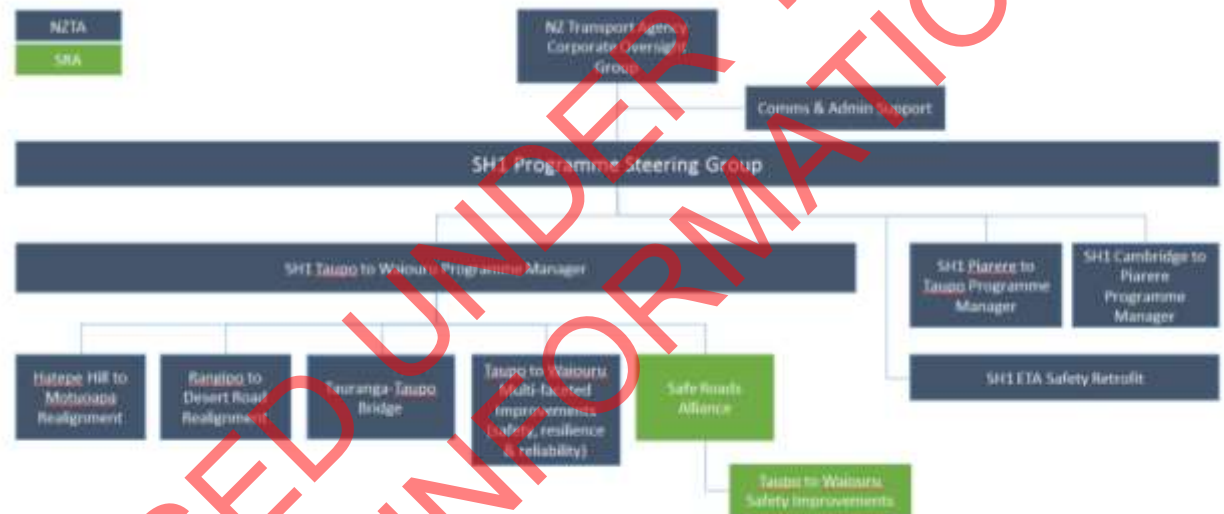 NZTA
SRA
NZ Transport Agency
Corporate Oversight
Group
Comms & Admin Support
SH1 Programme Steering Group
SH1 Taupo to Waiouru Programme Manager
SH1 Piarere to
Taupo Programme
Manager
SH1 Cambridge to
Piarere
Programme
Manager
Hatepe Hill to
Motuoapa
Realignment
Rangipo to
Desert Road
Realignment
Tauranga-Taupo
Bridge
Taupo to Waiouru
Multi-faceted
Improvements
(safety, resilience
& reliability)
Safe Roads
Alliance
SH1 ETA Safety Retrofit
Taupo to Waiouru
Safety Improvements
UNDER
INFORMATIO